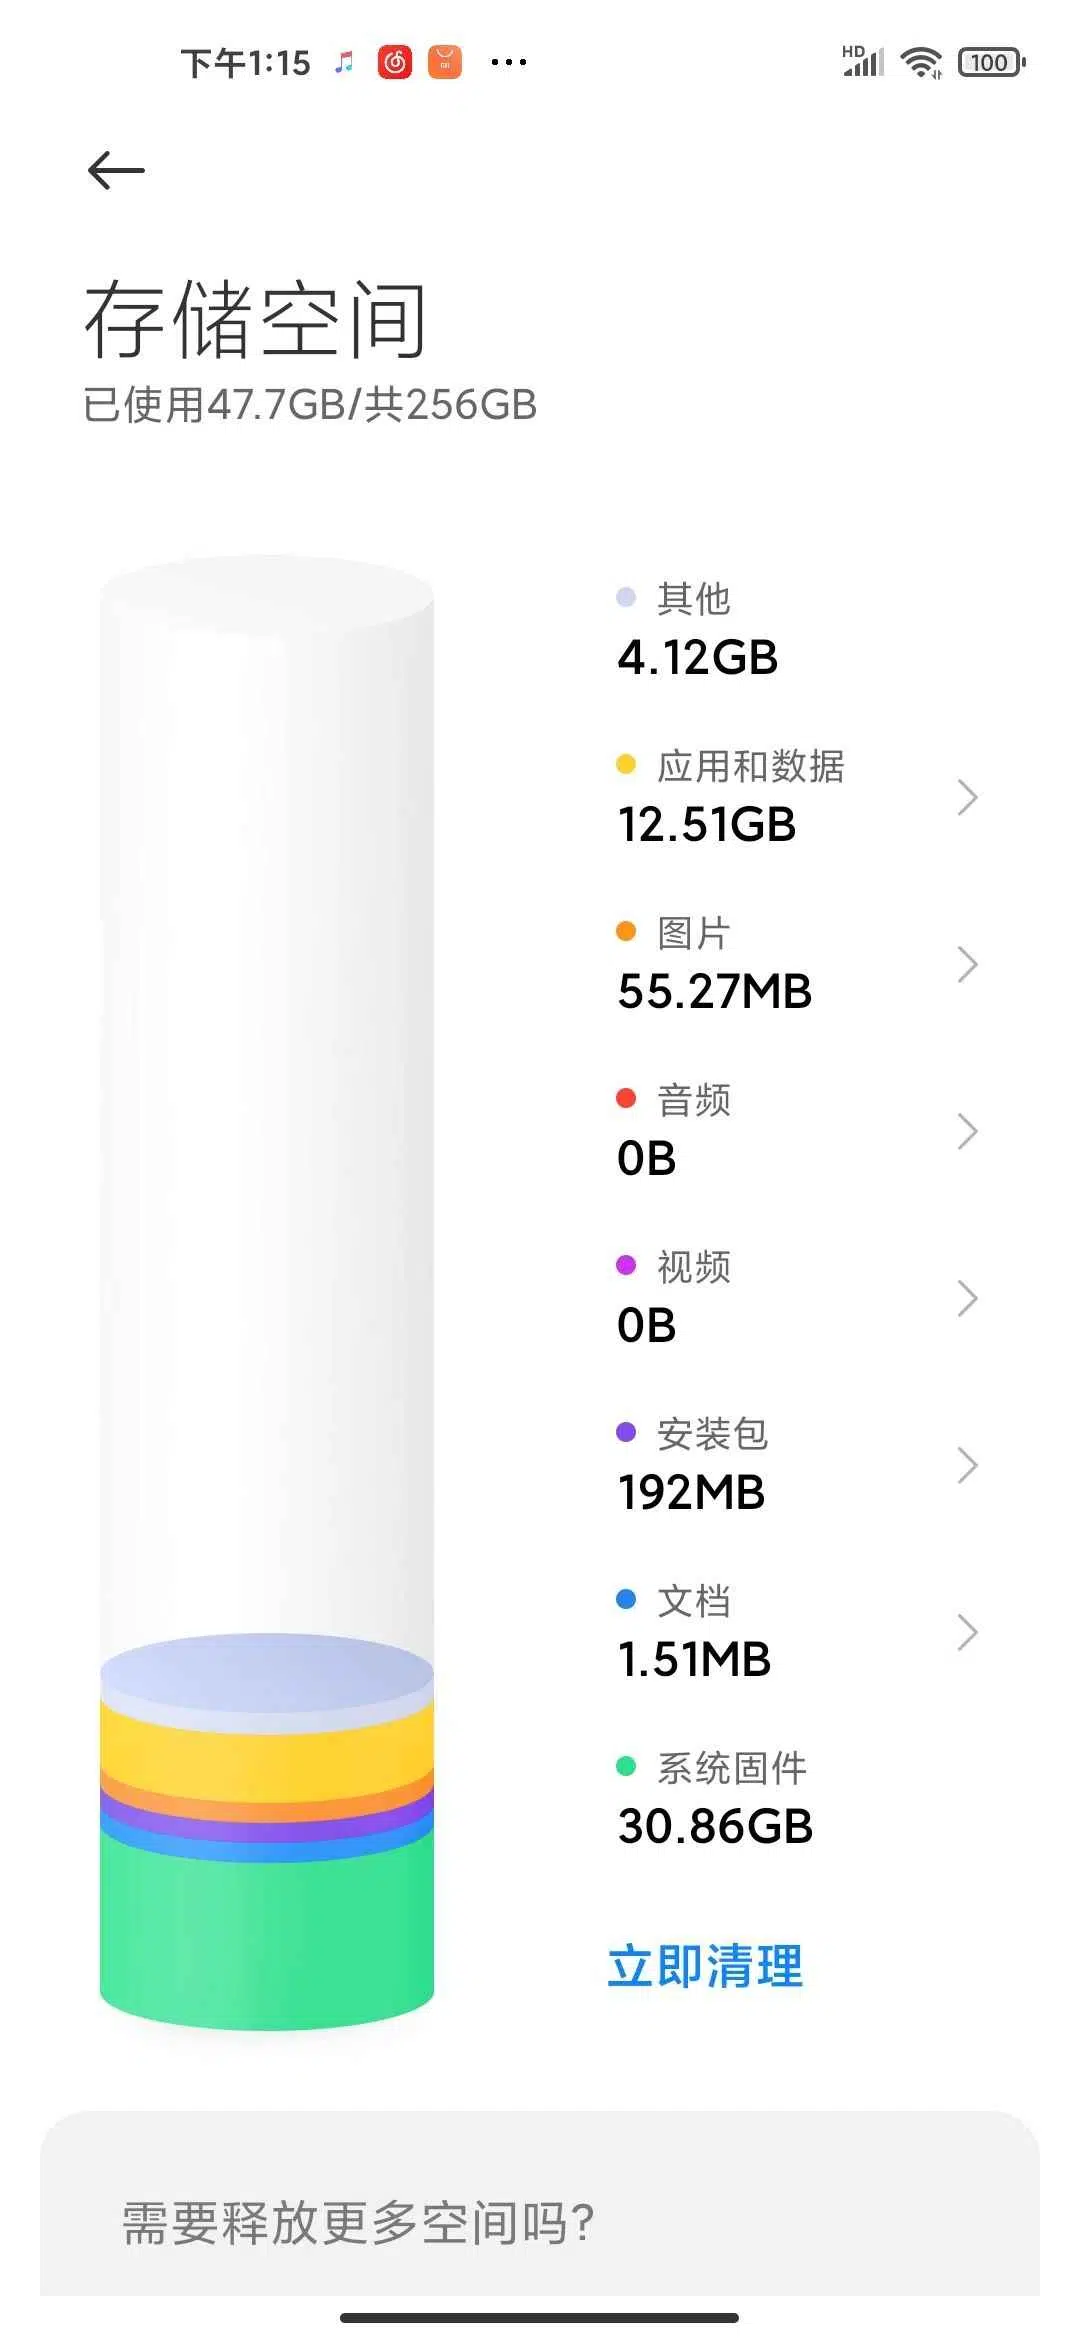 下午1:15
HD
100
存储空间
已使用47.7GB/共256GB
其他
4.12GB
应用和数据
12.51GB
图片
55.27MB
音频
0B
视频
0B
安装包
192MB
文档
1.51MB
系统固件
30.86GB
立即清理
需要释放更多空间吗?